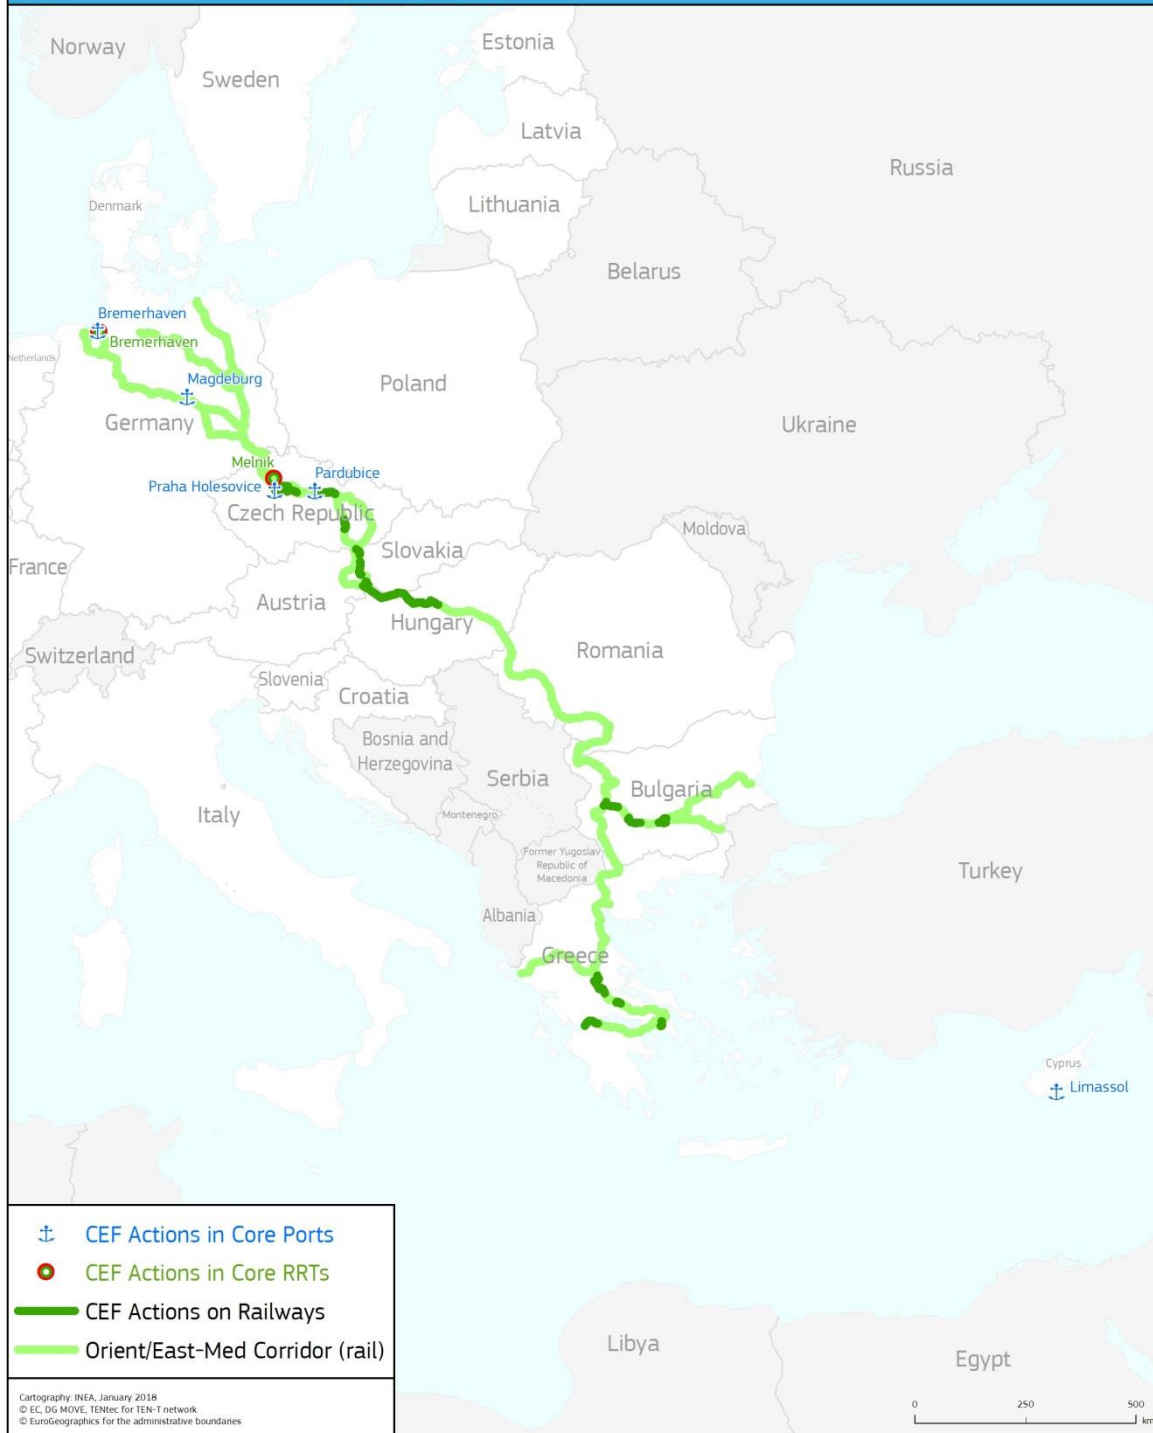 Norway
Sweden
Estonia
Latvia
Lithuania
Russia
Denmark
Belarus
Bremerhaven
Bremerhaven
Netherlands
Magdeburg
Poland
Germany
Ukraine
Melnik
Pardubice
Praha Holesovice
Czech Republic
Moldova
Slovakia
France
Austria
Hungary
Switzerland
Romania
Slovenia
Croatia
Bosnia and
Herzegovina
Serbia
Bulgaria
Italy
Montenegro
Former Yugoslav
Republic of
Macedonia
Turkey
Albania
Greece
Cyprus
Limassol
CEF Actions in Core Ports
CEF Actions in Core RRTs
CEF Actions on Railways
Orient/East-Med Corridor (rail)
Libya
Egypt
Cartography: INEA, January 2018
© EC, DG MOVE, TENtec for TEN-T network
© EuroGeographics for the administrative boundaries
0 250 500
km